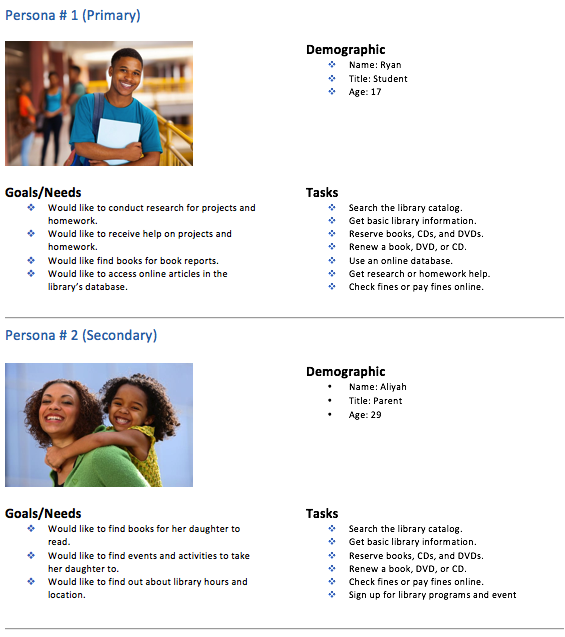 Persona # 1 (Primary)
Demographic
Name: Ryan
Title: Student
Age: 17
Goals/Needs
Would like to conduct research for projects and
homework.
Would like to receive help on projects and
homework.
Would like find books for book reports.
Would like to access online articles in the
library's database.
Tasks
Search the library catalog.
Get basic library information.
Reserve books, CDs, and DVDs.
Renew a book, DVD, or CD.
Use an online database.
Get research or homework help.
Check fines or pay fines online.
Persona # 2 (Secondary)
Demographic
Name: Aliyah
Title: Parent
Age: 29
Goals/Needs
Would like to find books for her daughter to
read.
Would like to find events and activities to take
her daughter to.
Would like to find out about library hours and
location.
Tasks
Search the library catalog.
Get basic library information.
Reserve books, CDs, and DVDs.
Renew a book, DVD, or CD.
Check fines or pay fines online.
Sign up for library programs and event